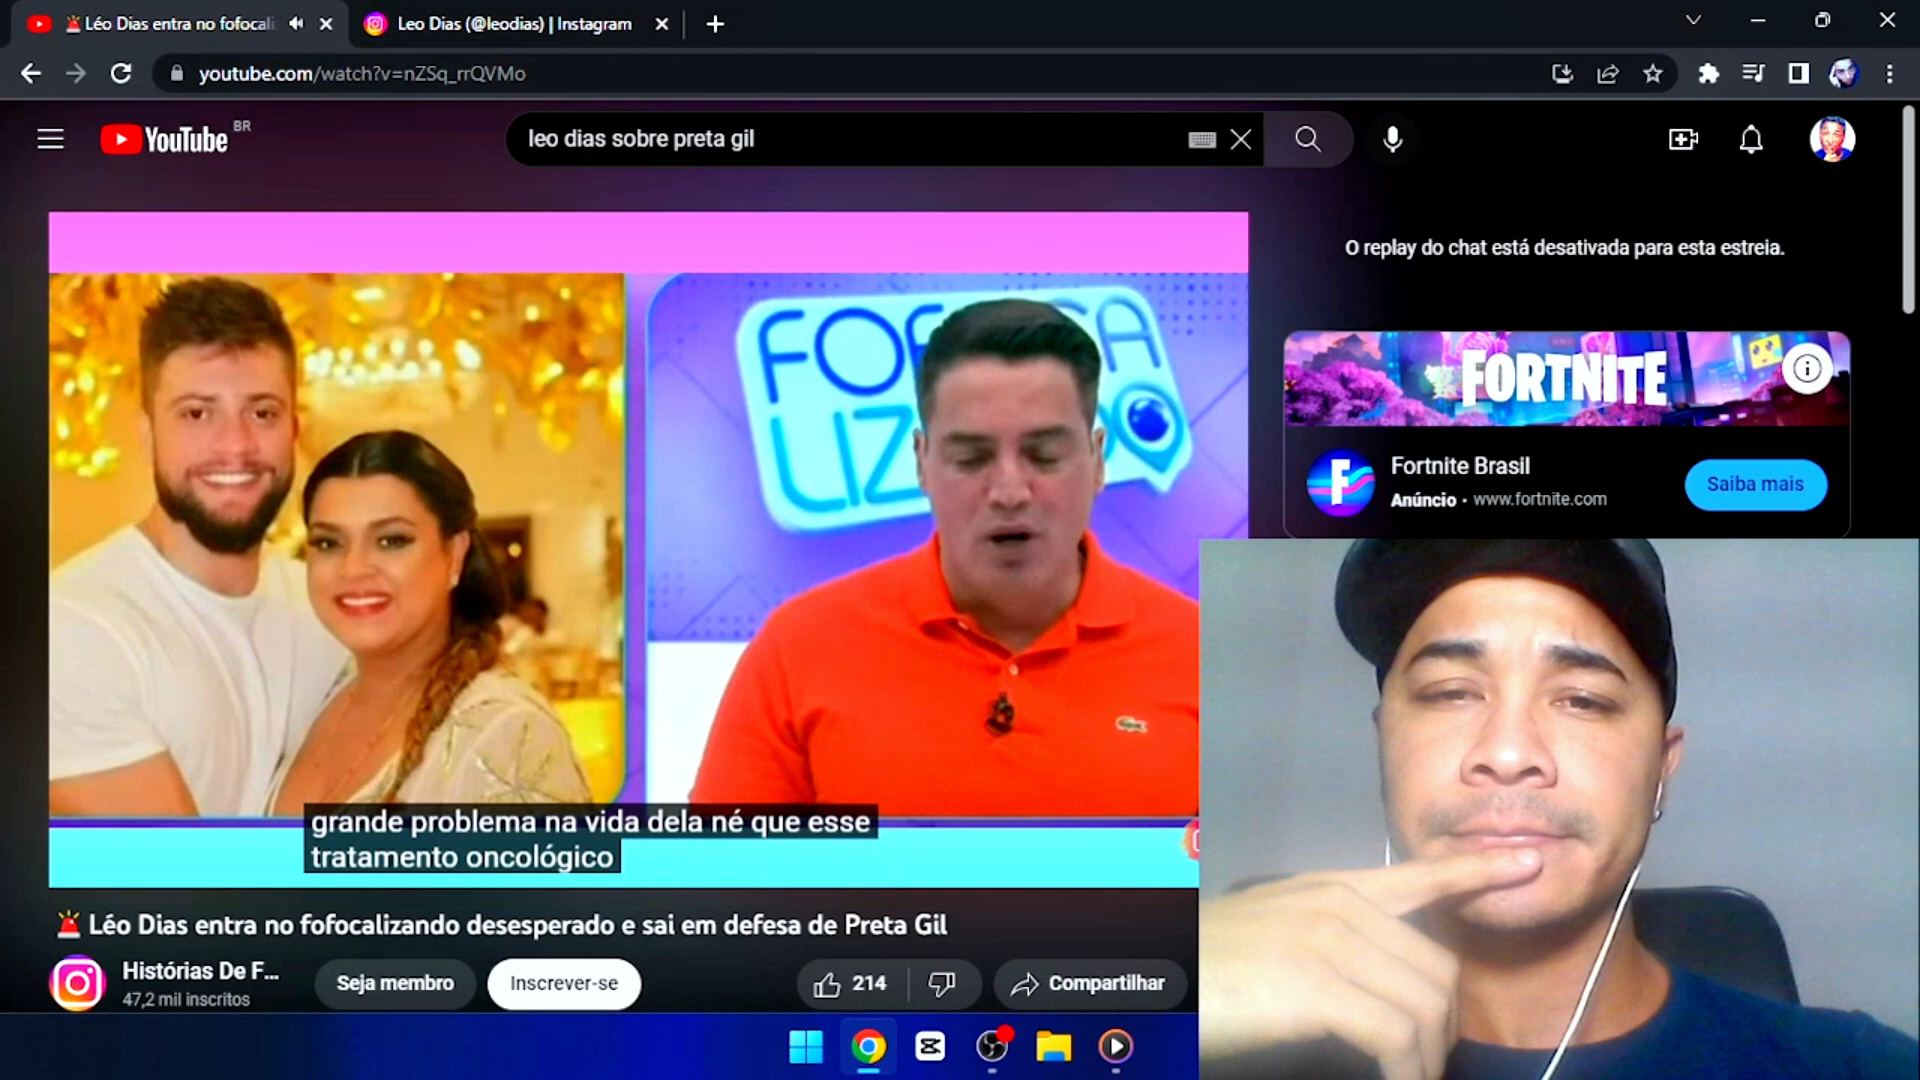 Léo Dias entra no fofocali
Leo Dias (@leodias) | Instagram
youtube.com/watch?v=nZSq_rrQVMo
YouTube BR
leo dias sobre preta gil
O replay do chat está desativada para esta estreia.
FORTNITE
Fortnite Brasil
Anúncio · www.fortnite.com
Saiba mais
FOFOCA
LIZ
grande problema na vida dela né que esse
tratamento oncológico
Léo Dias entra no fofocalizando desesperado e sai em defesa de Preta Gil
Histórias De F...
47,2 mil inscritos
Seja membro
Inscrever-se
214
Compartilhar